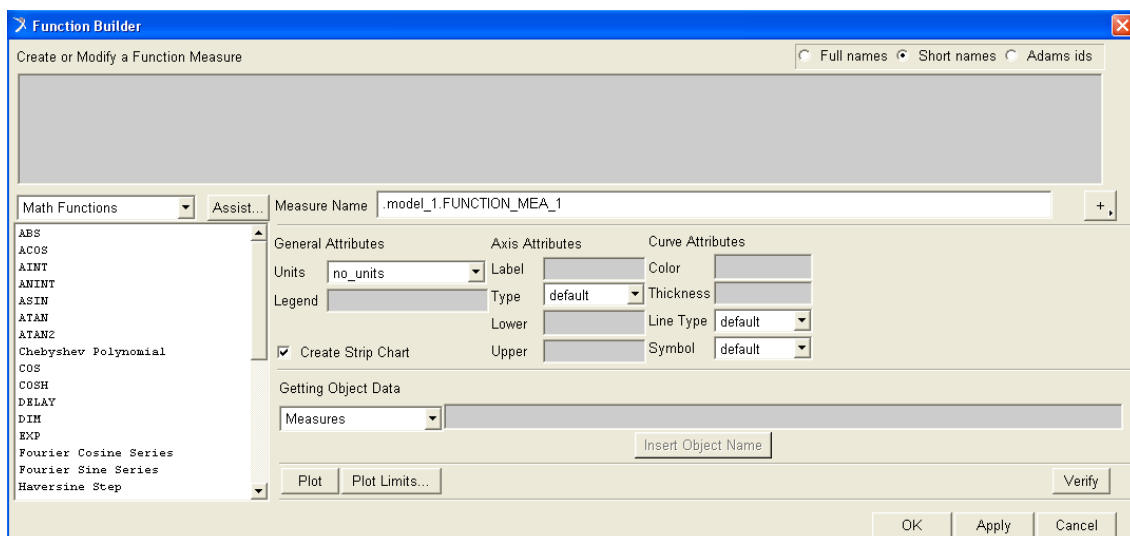 Function Builder
Create or Modify a Function Measure
Full names Short names Adams ids
Math Functions Assist... Measure Name .model_1.FUNCTION_MEA_1 +
ABS
ACOS
AINT
ANINT
ASIN
ATAN
ATAN2
Chebyshev Polynomial
COS
COSH
DELAY
DIM
EXP
Fourier Cosine Series
Fourier Sine Series
Haversine Step
General Attributes
Units no_units
Legend
Create Strip Chart
Axis Attributes
Label
Type default
Lower
Upper
Curve Attributes
Color
Thickness
Line Type default
Symbol default
Getting Object Data
Measures
Insert Object Name
Plot Plot Limits... Verify
OK Apply Cancel